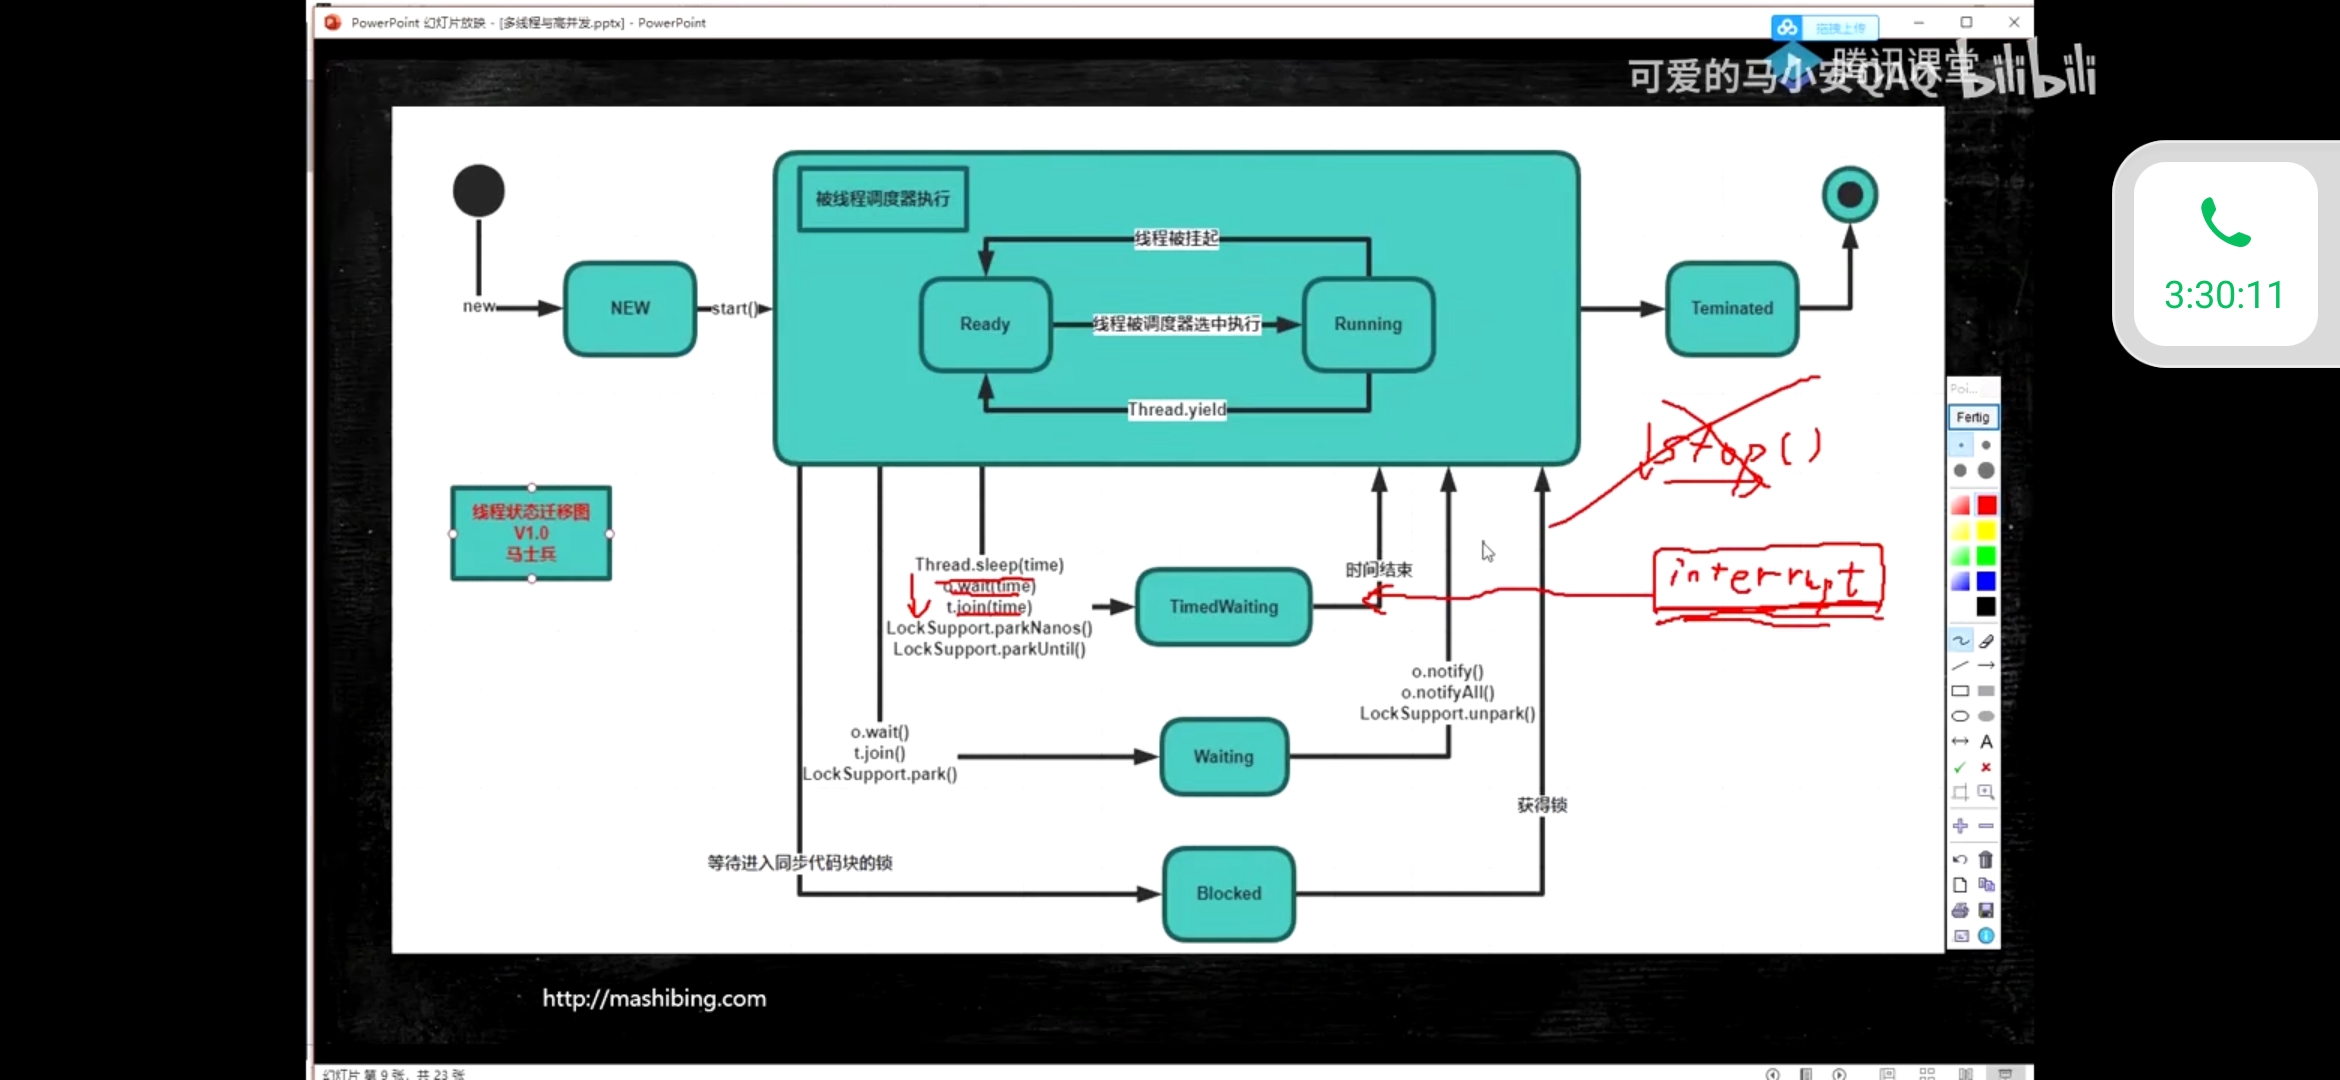 PowerPoint 幻灯片放映 - [多线程与高并发.pptx] - PowerPoint
拖拽上传
可爱的马小安QAQ
腾讯课堂
bilibili
被线程调度器执行
线程被挂起
new
NEW
start()
Ready
线程被调度器选中执行
Running
Teminated
Thread.yield
3:30:11
Poi...
Fertig
stop()
线程状态迁移图
V1.0
马士兵
Thread.sleep(time)
o.wait(time)
t.join(time)
LockSupport.parkNanos()
LockSupport.parkUntil()
TimedWaiting
时间结束
interrupt
o.notify()
o.notifyAll()
LockSupport.unpark()
o.wait()
t.join()
LockSupport.park()
Waiting
获得锁
等待进入同步代码块的锁
Blocked
A
http://mashibing.com
幻灯片 第 9 张，共 23 张